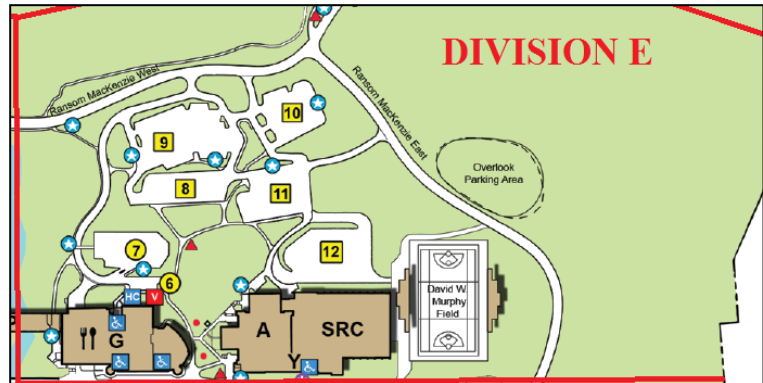 DIVISION E
Ransom MacKenzie West
Ransom MacKenzie East
10
9
Overlook
Parking Area
8
11
7
12
6
HC
V
David W.
Murphy
Field
G
A
SRC
Y